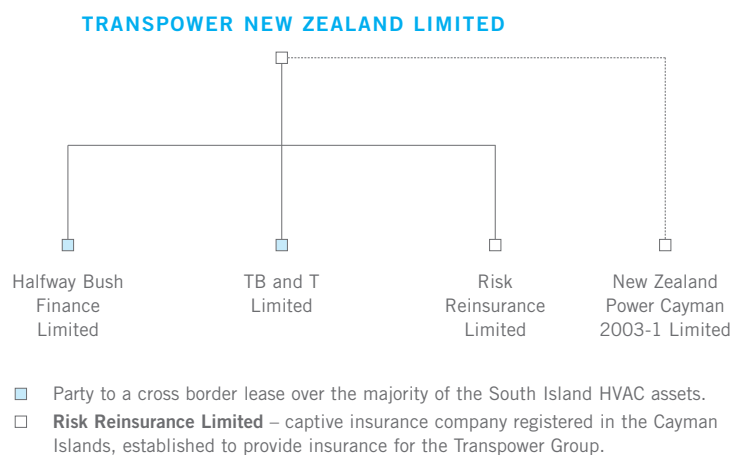 TRANSPOWER NEW ZEALAND LIMITED
Halfway Bush
Finance
Limited
TB and T
Limited
Risk
Reinsurance
Limited
New Zealand
Power Cayman
2003-1 Limited
Party to a cross border lease over the majority of the South Island HVAC assets.
Risk Reinsurance Limited – captive insurance company registered in the Cayman
Islands, established to provide insurance for the Transpower Group.